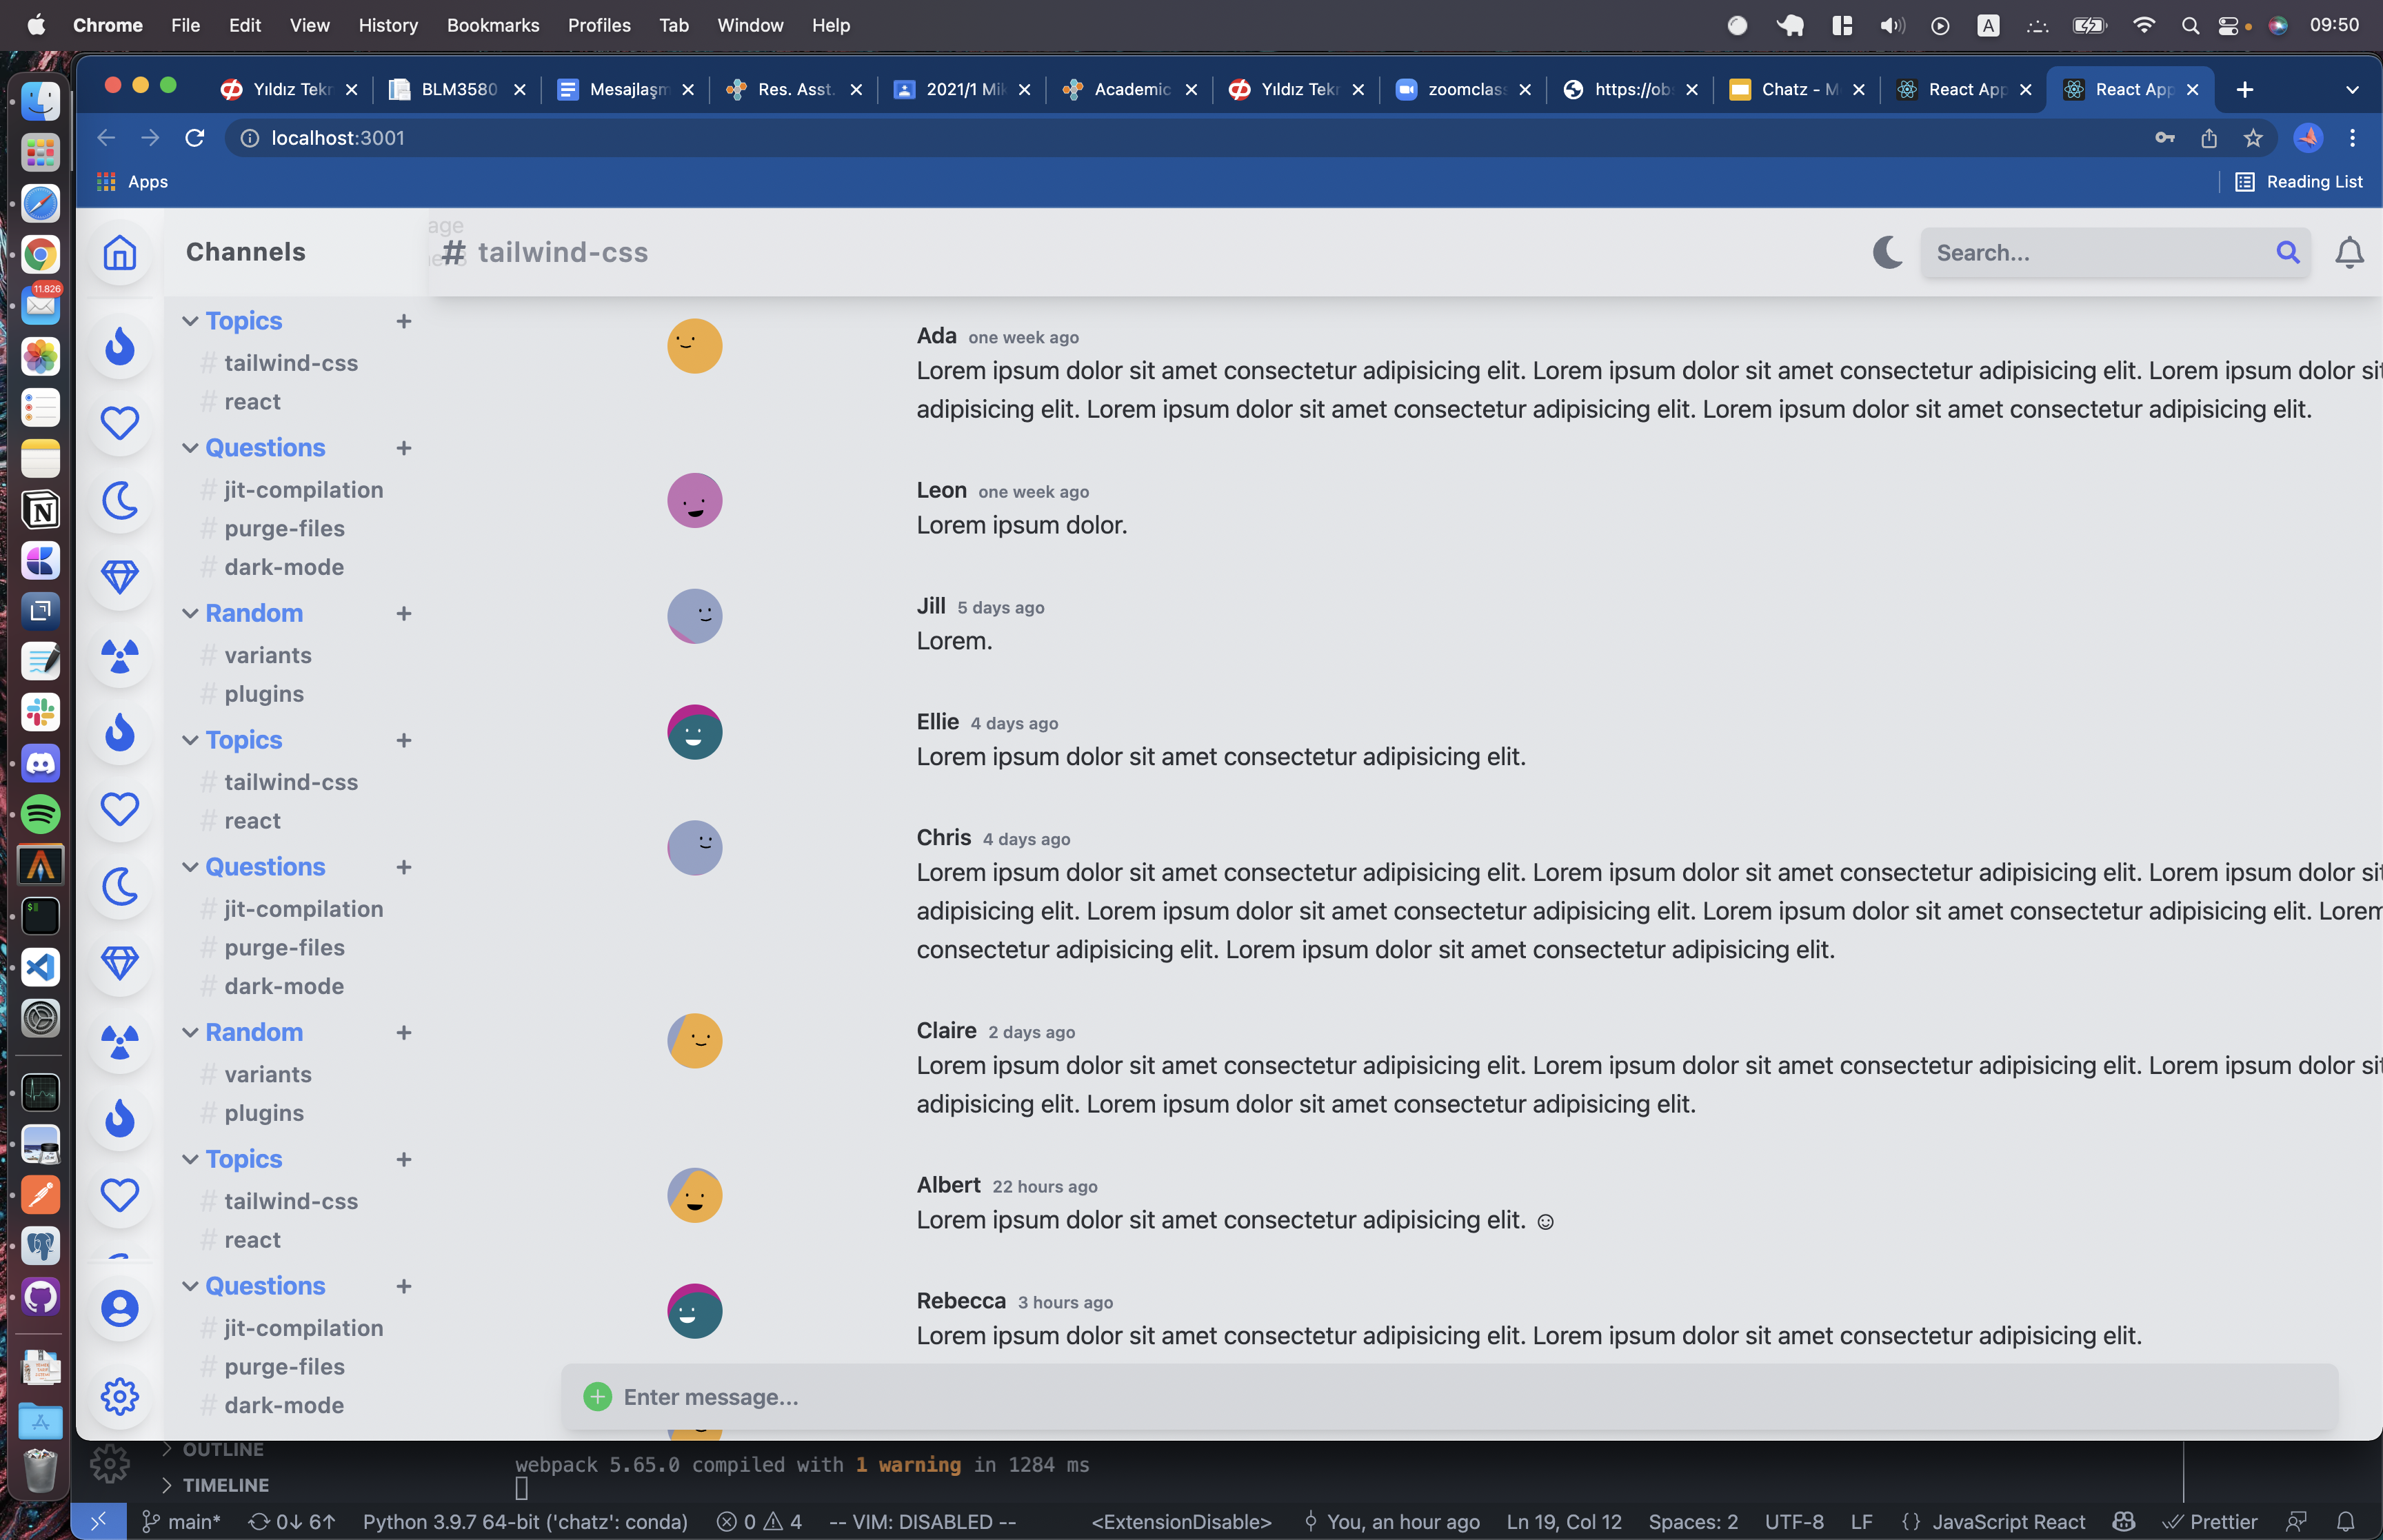 Chrome File Edit View History Bookmarks Profiles Tab Window Help A 09:50
Yıldız Tekn BLM3580 Mesajlaşm Res. Asst. 2021/1 Mik Academic Yıldız Tekn zoomclass https://obs Chatz - M React App React App
localhost:3001
Apps Reading List
11.826
Channels
# tailwind-css
Search...
Topics +
# tailwind-css
# react
Questions +
# jit-compilation
# purge-files
# dark-mode
Random +
# variants
# plugins
Topics +
# tailwind-css
# react
Questions +
# jit-compilation
# purge-files
# dark-mode
Random +
# variants
# plugins
Topics +
# tailwind-css
# react
Questions +
# jit-compilation
# purge-files
# dark-mode
Ada one week ago
Lorem ipsum dolor sit amet consectetur adipisicing elit. Lorem ipsum dolor sit amet consectetur adipisicing elit. Lorem ipsum dolor sit
adipisicing elit. Lorem ipsum dolor sit amet consectetur adipisicing elit. Lorem ipsum dolor sit amet consectetur adipisicing elit.
Leon one week ago
Lorem ipsum dolor.
Jill 5 days ago
Lorem.
Ellie 4 days ago
Lorem ipsum dolor sit amet consectetur adipisicing elit.
Chris 4 days ago
Lorem ipsum dolor sit amet consectetur adipisicing elit. Lorem ipsum dolor sit amet consectetur adipisicing elit. Lorem ipsum dolor sit
adipisicing elit. Lorem ipsum dolor sit amet consectetur adipisicing elit. Lorem ipsum dolor sit amet consectetur adipisicing elit. Lorem
consectetur adipisicing elit. Lorem ipsum dolor sit amet consectetur adipisicing elit.
Claire 2 days ago
Lorem ipsum dolor sit amet consectetur adipisicing elit. Lorem ipsum dolor sit amet consectetur adipisicing elit. Lorem ipsum dolor sit
adipisicing elit. Lorem ipsum dolor sit amet consectetur adipisicing elit.
Albert 22 hours ago
Lorem ipsum dolor sit amet consectetur adipisicing elit. ☺
Rebecca 3 hours ago
Lorem ipsum dolor sit amet consectetur adipisicing elit. Lorem ipsum dolor sit amet consectetur adipisicing elit.
Enter message...
OUTLINE
TIMELINE
webpack 5.65.0 compiled with 1 warning in 1284 ms
main* 0↓ 6↑ Python 3.9.7 64-bit ('chatz': conda) 0 4 -- VIM: DISABLED -- <ExtensionDisable> You, an hour ago Ln 19, Col 12 Spaces: 2 UTF-8 LF {} JavaScript React Prettier